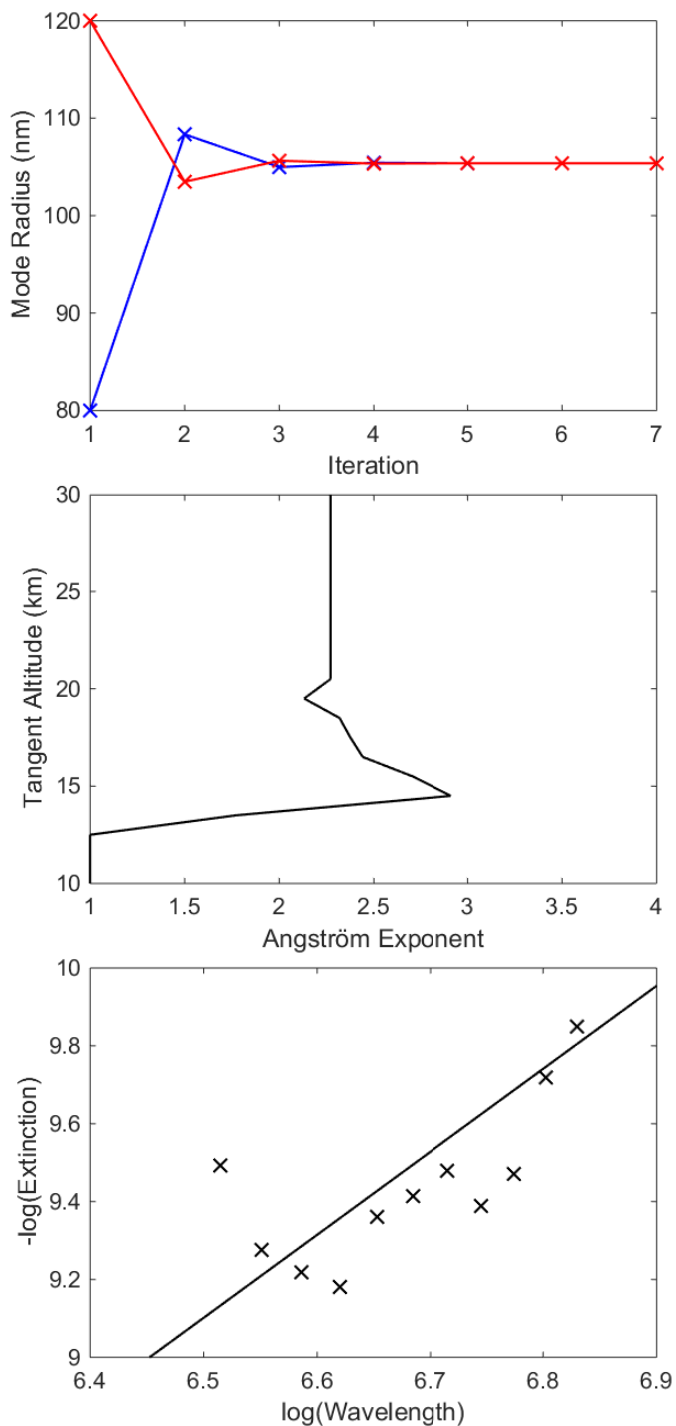 120
110
100
90
80
Mode Radius (nm)
1 2 3 4 5 6 7
Iteration
30
25
20
15
10
Tangent Altitude (km)
1 1.5 2 2.5 3 3.5 4
Angström Exponent
10
9.8
9.6
9.4
9.2
9
-log(Extinction)
6.4 6.5 6.6 6.7 6.8 6.9
log(Wavelength)